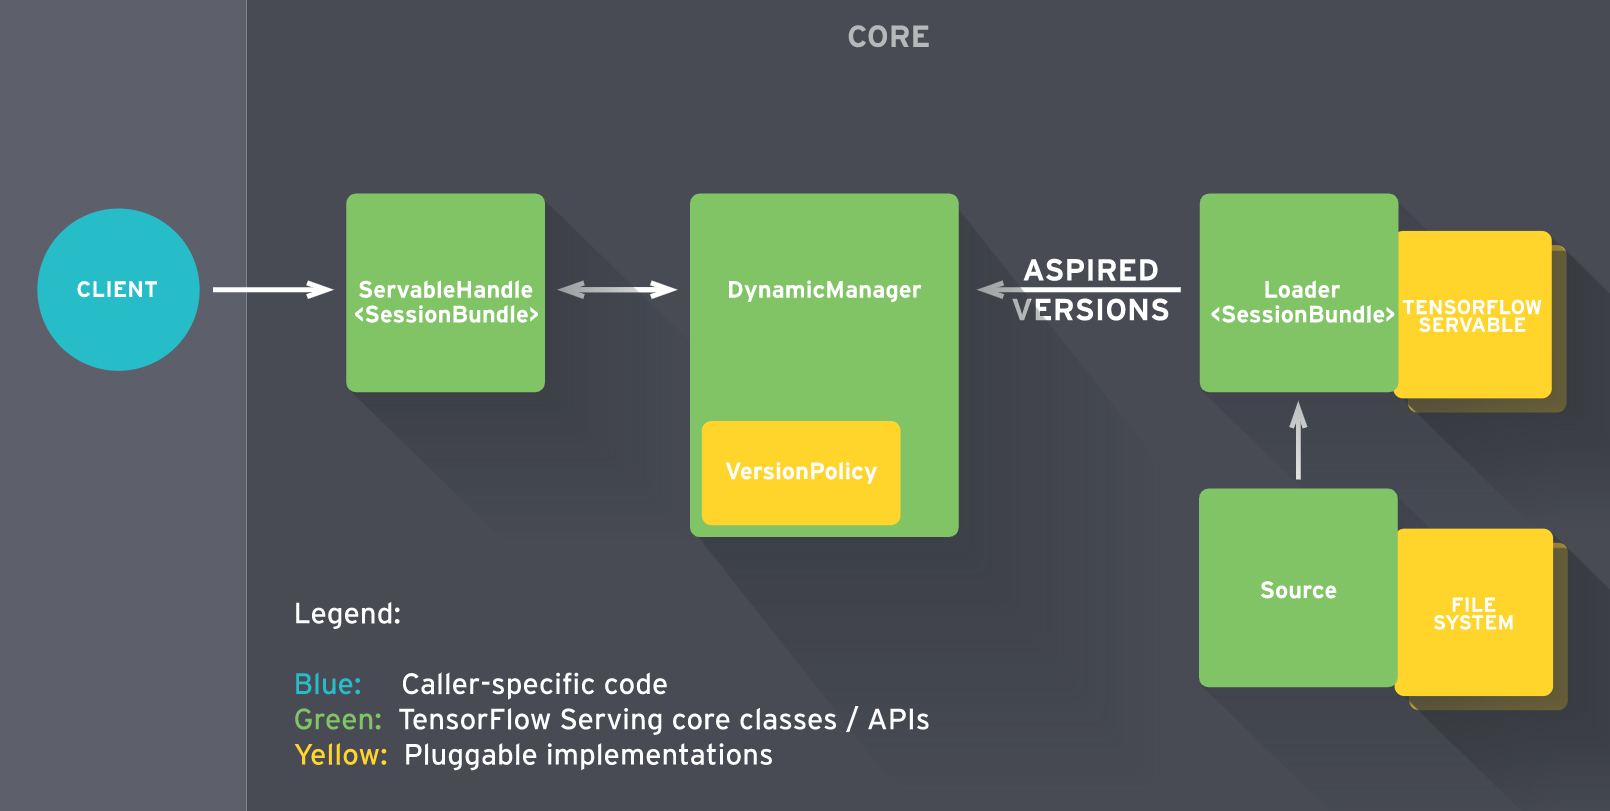 CORE
CLIENT
ServableHandle
<SessionBundle>
DynamicManager
VersionPolicy
ASPIRED
VERSIONS
Loader
<SessionBundle>
TENSORFLOW
SERVABLE
Source
FILE
SYSTEM
Legend:
Blue: Caller-specific code
Green: TensorFlow Serving core classes / APIs
Yellow: Pluggable implementations